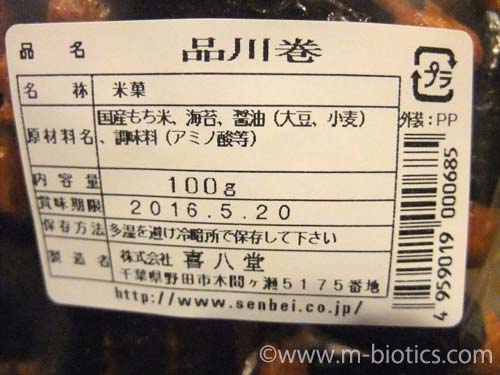 品名 品川巻
名称 米菓
原材料名 国産もち米、海苔、醤油（大豆、小麦）
、調味料（アミノ酸等）
内容量 100g
賞味期限 2016.5.20
保存方法 多湿を避け冷暗所で保存して下さい
製造者 株式会社 喜八堂
千葉県野田市木間ヶ瀬5175番地
http://www.senbei.co.jp/
プラ
外装:PP
4 959019 000685
©www.m-biotics.com